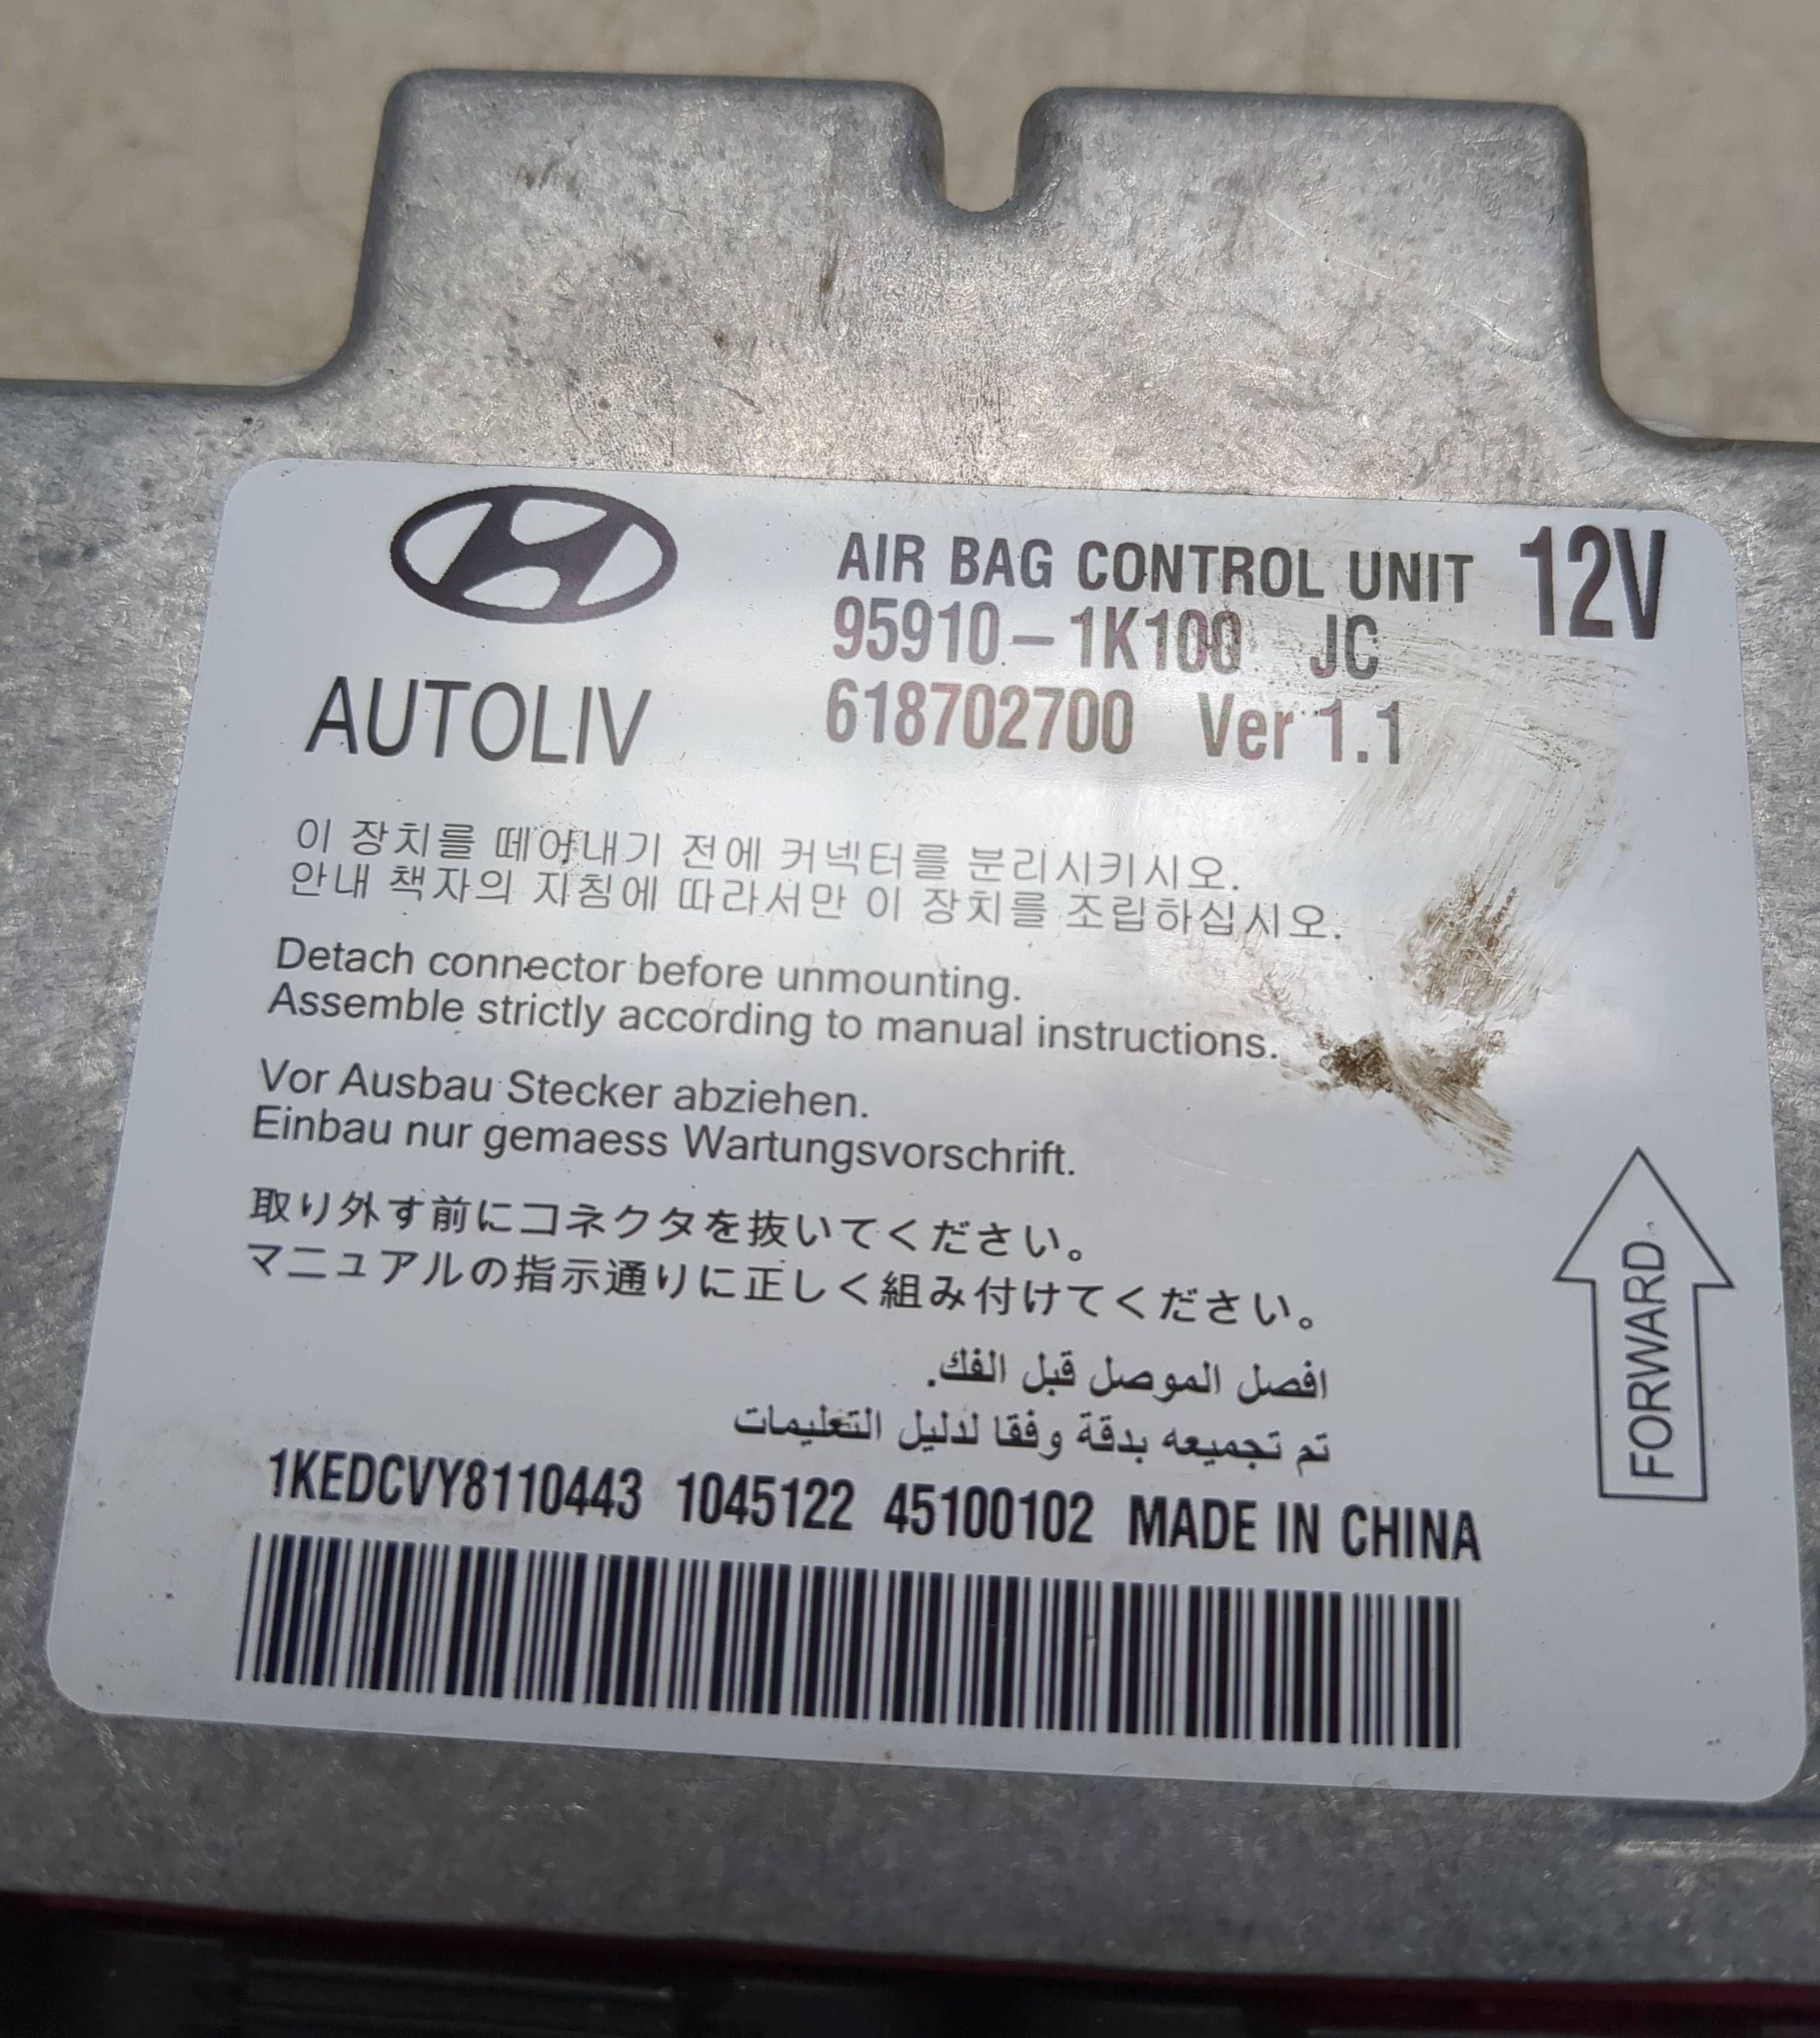 AIR BAG CONTROL UNIT 12V
95910-1K100 JC
AUTOLIV 618702700 Ver 1.1
이 장치를 떼어내기 전에 커넥터를 분리시키시오.
안내 책자의 지침에 따라서만 이 장치를 조립하십시오.
Detach connector before unmounting.
Assemble strictly according to manual instructions.
Vor Ausbau Stecker abziehen.
Einbau nur gemaess Wartungsvorschrift.
取り外す前にコネクタを抜いてください。
マニュアルの指示通りに正しく組み付けてください。
افصل الموصل قبل الفك.
تم تجميعه بدقة وفقا لدليل التعليمات
FORWARD
1KEDCVY8110443 1045122 45100102 MADE IN CHINA